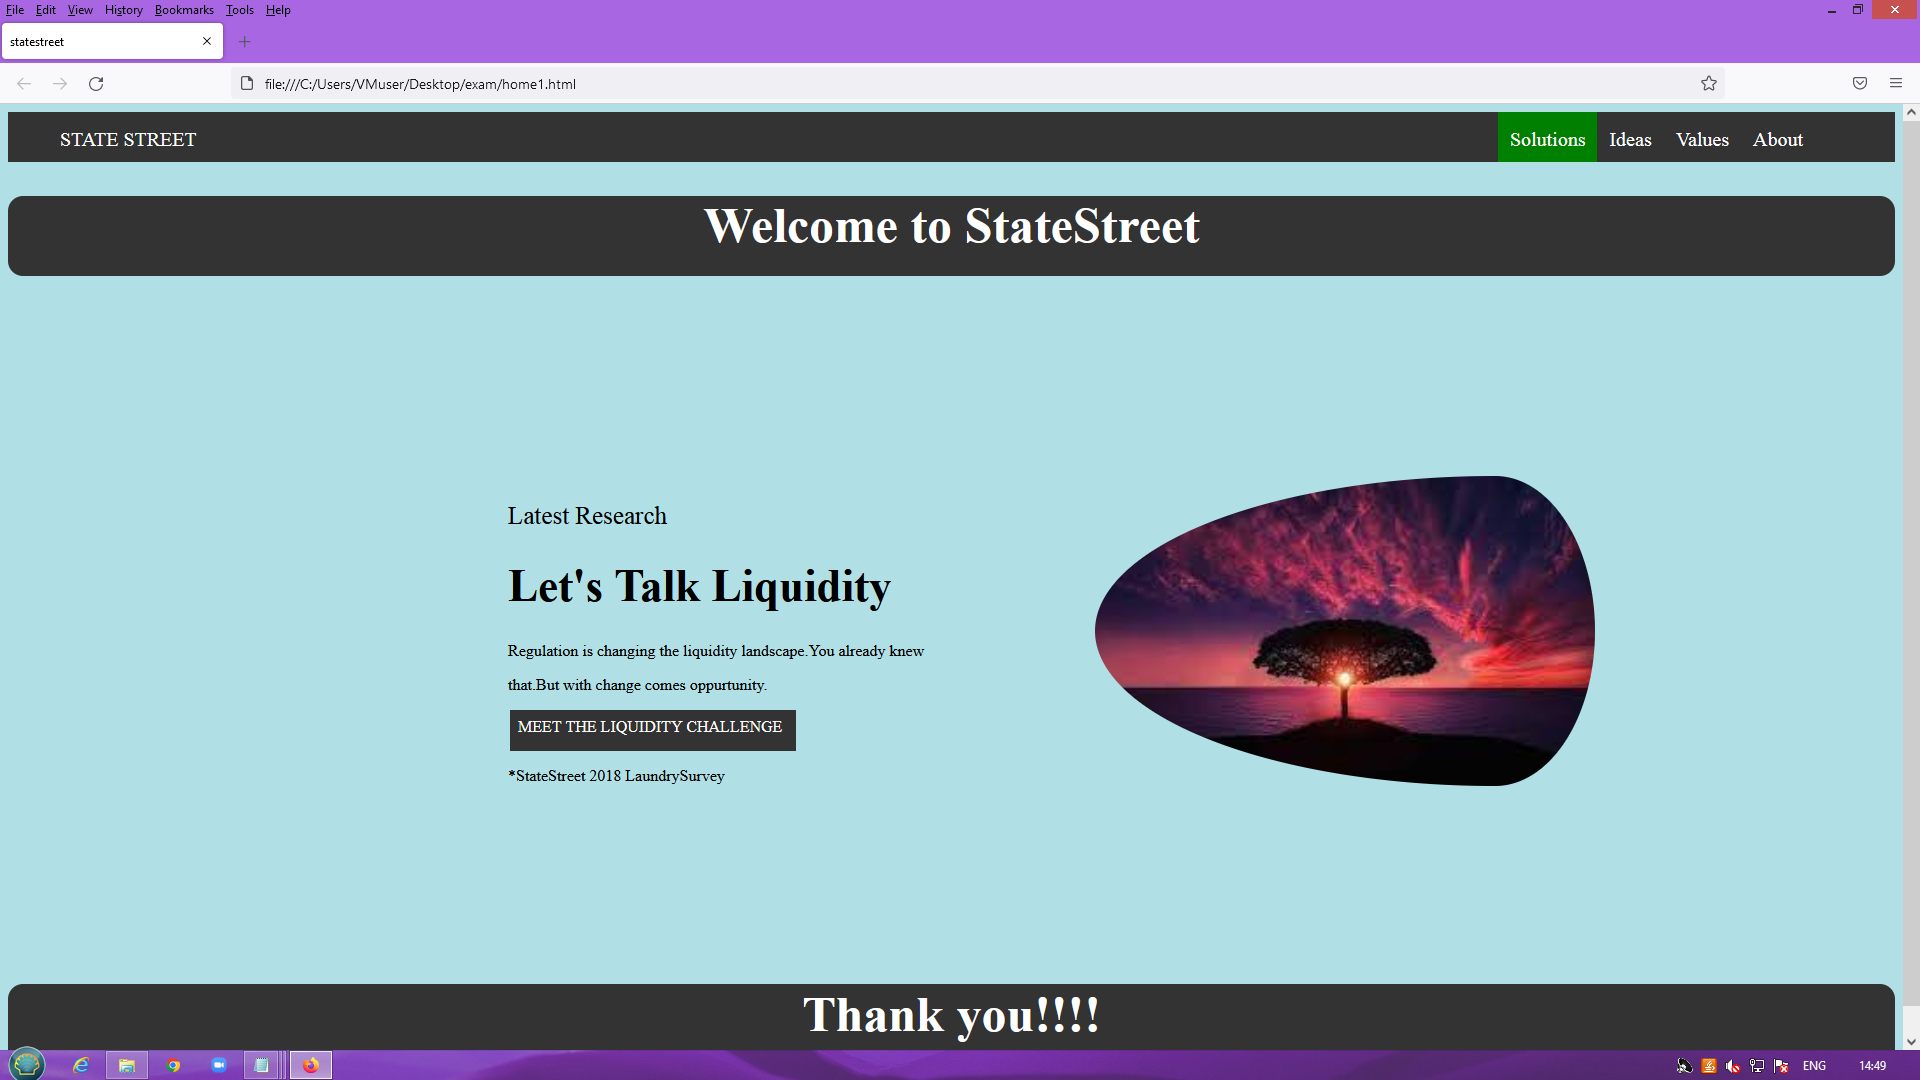 File Edit View History Bookmarks Tools Help
statestreet
file:///C:/Users/VMuser/Desktop/exam/home1.html
STATE STREET Solutions Ideas Values About
Welcome to StateStreet
Latest Research
Let's Talk Liquidity
Regulation is changing the liquidity landscape.You already knew
that.But with change comes oppurtunity.
MEET THE LIQUIDITY CHALLENGE
*StateStreet 2018 LaundrySurvey
Thank you!!!!
ENG 14:49